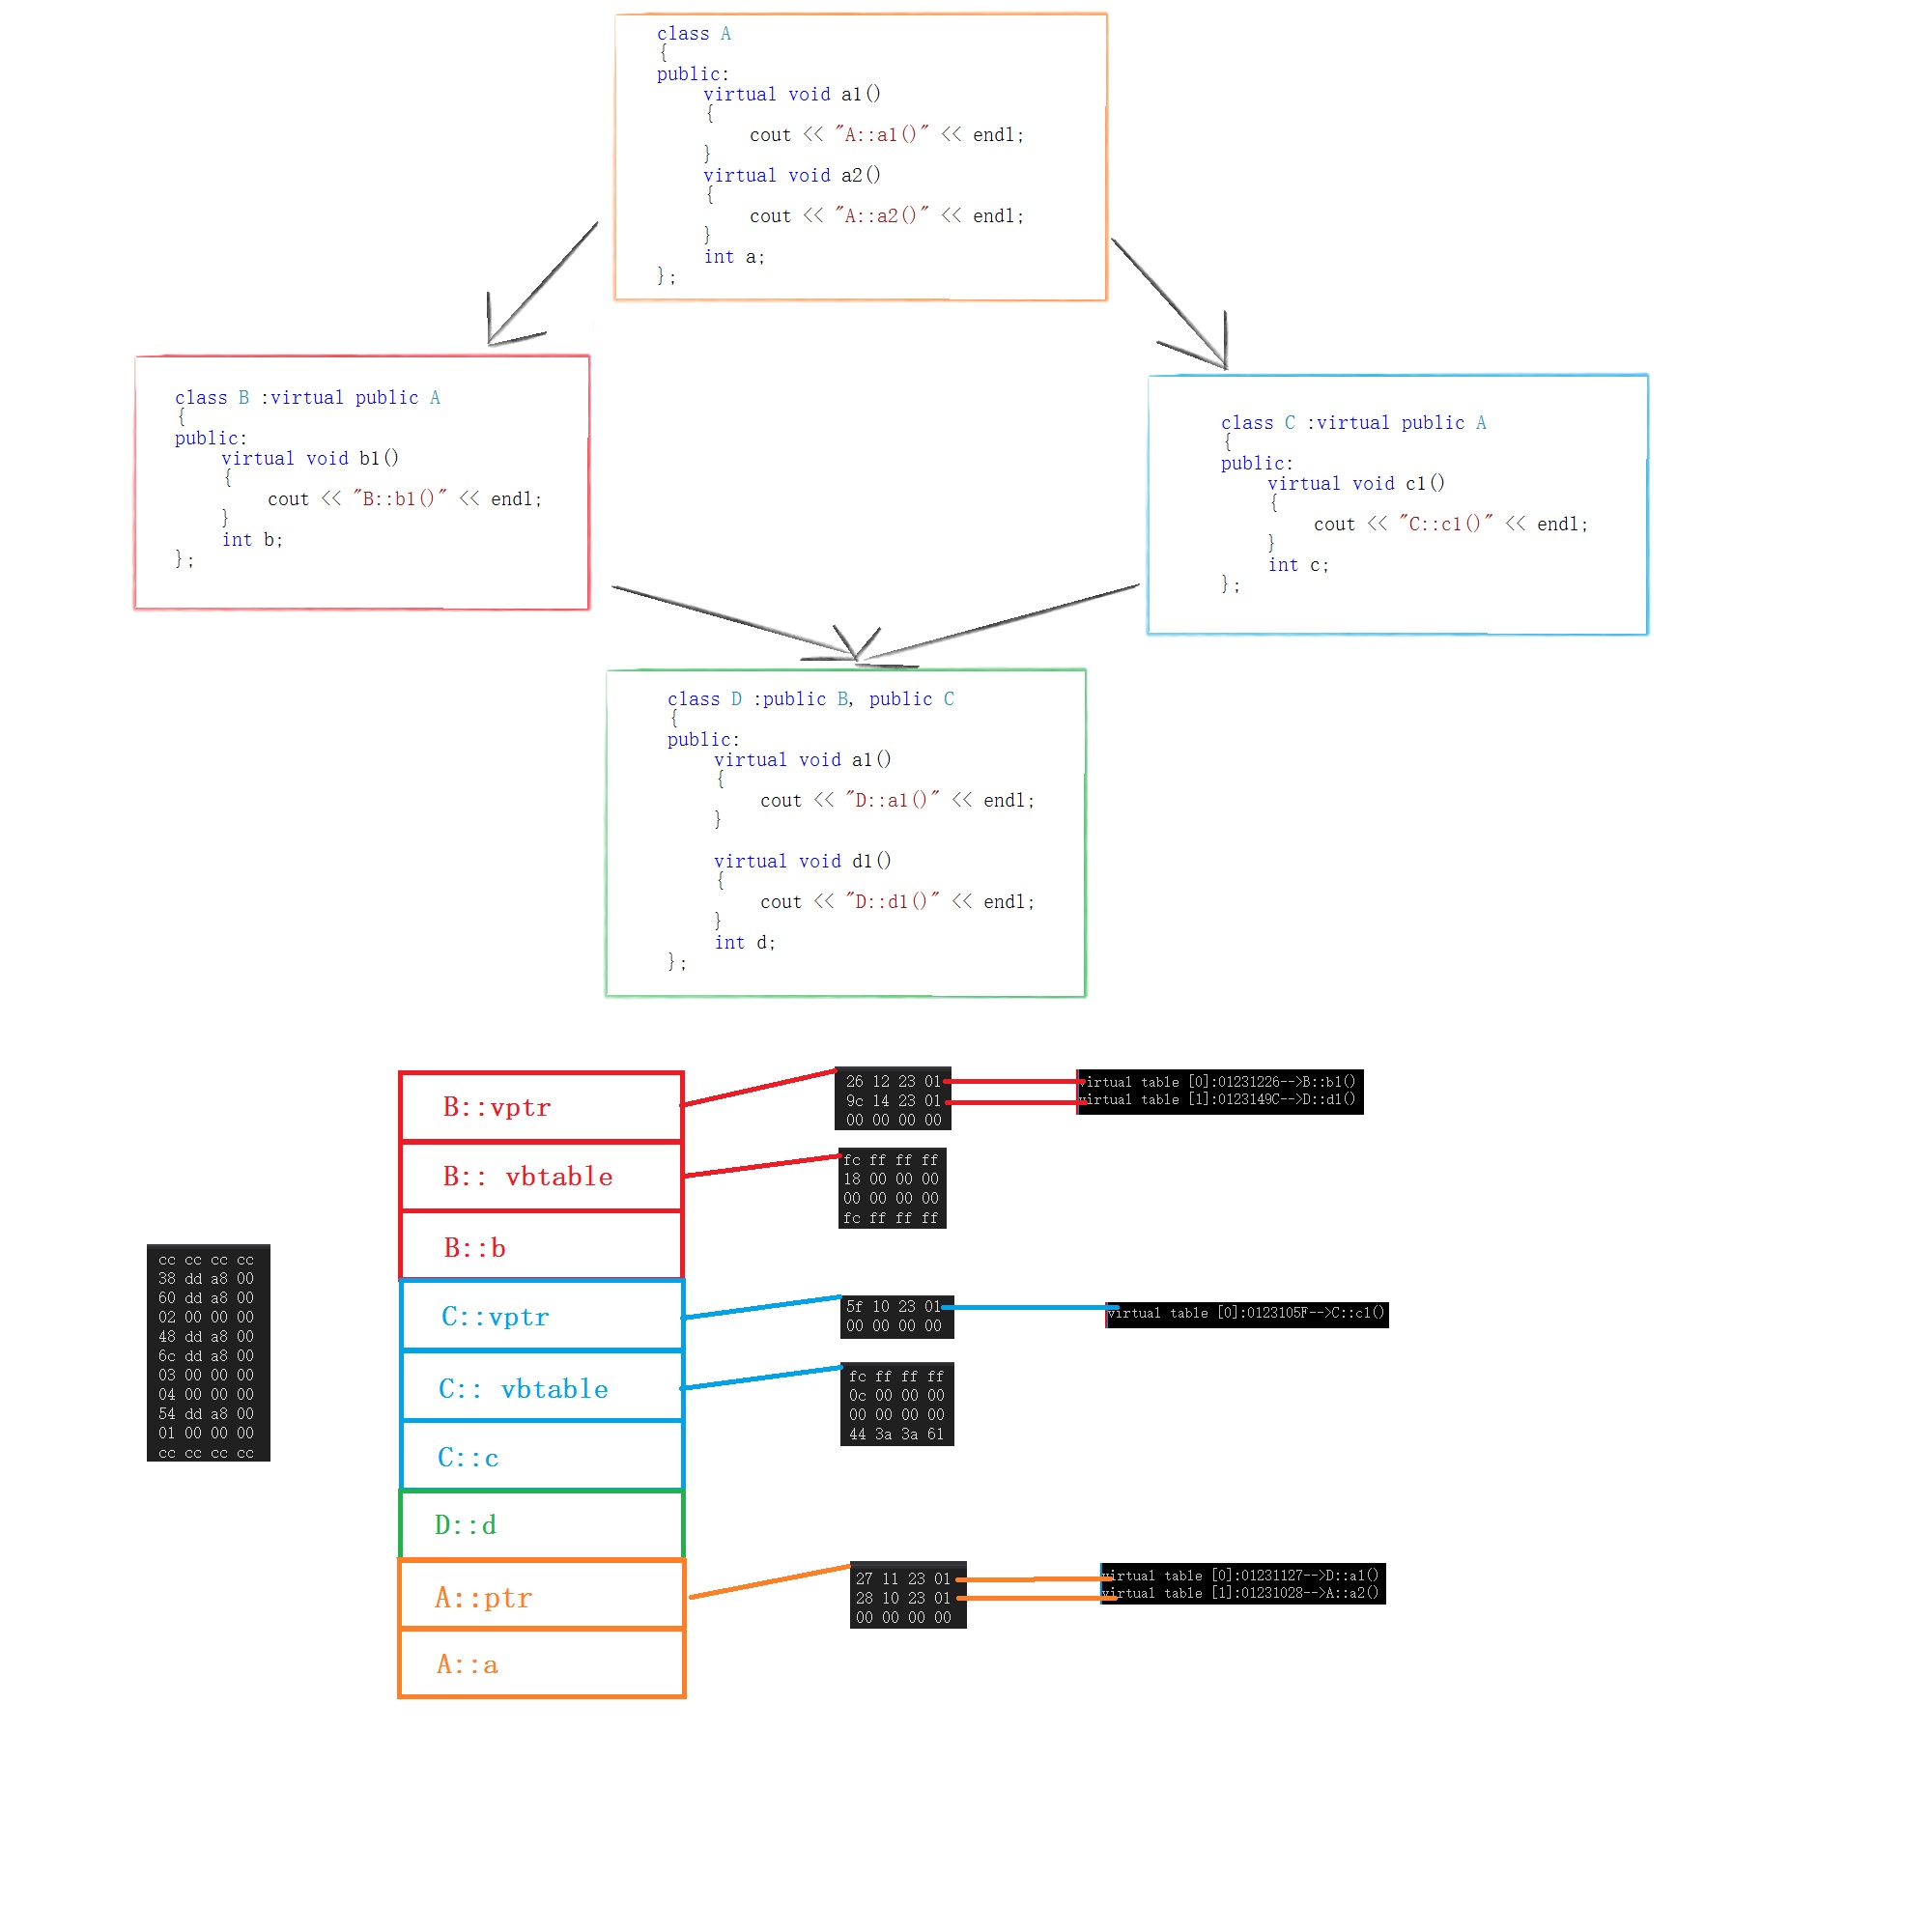 class A
{
public:
virtual void a1()
{
cout << "A::a1()" << endl;
}
virtual void a2()
{
cout << "A::a2()" << endl;
}
int a;
};
class B :virtual public A
{
public:
virtual void b1()
{
cout << "B::b1()" << endl;
}
int b;
};
class C :virtual public A
{
public:
virtual void c1()
{
cout << "C::c1()" << endl;
}
int c;
};
class D :public B, public C
{
public:
virtual void a1()
{
cout << "D::a1()" << endl;
}
virtual void d1()
{
cout << "D::d1()" << endl;
}
int d;
};
cc cc cc cc
38 dd a8 00
60 dd a8 00
02 00 00 00
48 dd a8 00
6c dd a8 00
03 00 00 00
04 00 00 00
54 dd a8 00
01 00 00 00
cc cc cc cc
B::vptr
B:: vbtable
B::b
C::vptr
C:: vbtable
C::c
D::d
A::ptr
A::a
26 12 23 01
9c 14 23 01
00 00 00 00
virtual table [0]:01231226-->B::b1()
virtual table [1]:0123149C-->D::d1()
fc ff ff ff
18 00 00 00
00 00 00 00
fc ff ff ff
5f 10 23 01
00 00 00 00
virtual table [0]:0123105F-->C::c1()
fc ff ff ff
0c 00 00 00
00 00 00 00
44 3a 3a 61
27 11 23 01
28 10 23 01
00 00 00 00
virtual table [0]:01231127-->D::a1()
virtual table [1]:01231028-->A::a2()